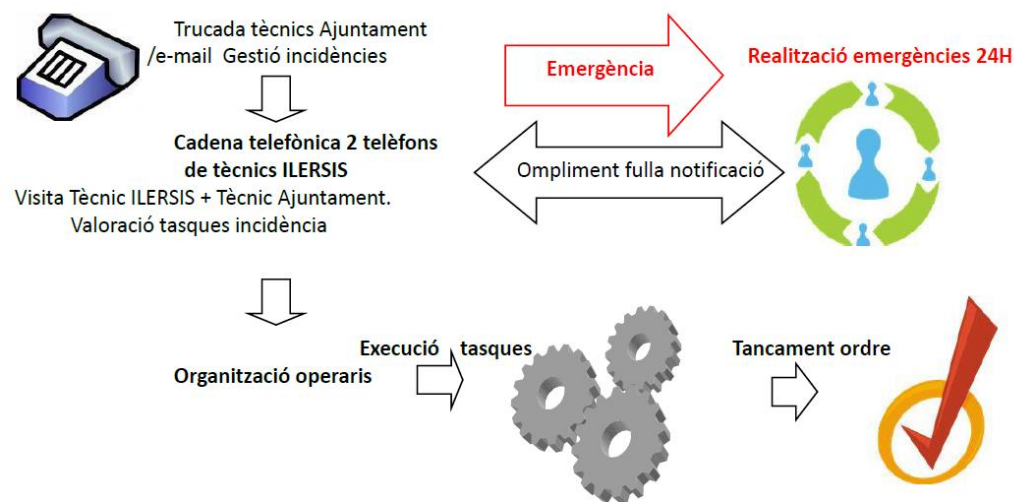 Trucada tècnics Ajuntament
/e-mail Gestió incidències
Emergència
Realització emergències 24H
Cadena telefònica 2 telèfons
de tècnics ILERSIS
Visita Tècnic ILERSIS + Tècnic Ajuntament.
Valoració tasques incidència
Ompliment fulla notificació
Organització operaris
Execució tasques
Tancament ordre